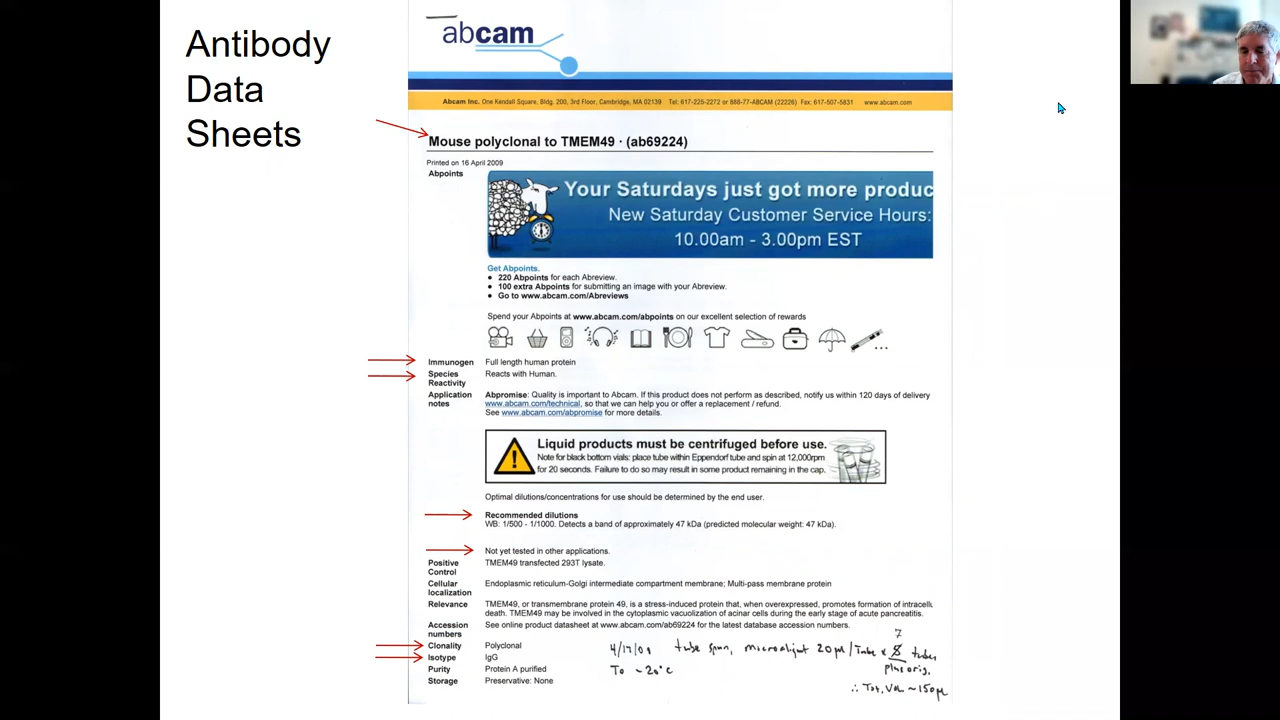 Antibody
Data
Sheets
abcam
Abcam Inc. One Kendall Square, Bldg. 200, 3rd Floor, Cambridge, MA 02139 Tel: 617-225-2272 or 888-77-ABCAM (22226) Fax: 617-507-5831 www.abcam.com
Mouse polyclonal to TMEM49 · (ab69224)
Printed on 16 April 2009
Abpoints
Your Saturdays just got more produc
New Saturday Customer Service Hours:
10.00am - 3.00pm EST
Get Abpoints.
• 220 Abpoints for each Abreview.
• 100 extra Abpoints for submitting an image with your Abreview.
• Go to www.abcam.com/Abreviews
Spend your Abpoints at www.abcam.com/abpoints on our excellent selection of rewards
...
Immunogen Full length human protein
Species Reacts with Human.
Reactivity
Application Abpromise: Quality is important to Abcam. If this product does not perform as described, notify us within 120 days of delivery
notes www.abcam.com/technical, so that we can help you or offer a replacement / refund.
See www.abcam.com/abpromise for more details.
Liquid products must be centrifuged before use.
Note for black bottom vials: place tube within Eppendorf tube and spin at 12,000rpm
for 20 seconds. Failure to do so may result in some product remaining in the cap.
Optimal dilutions/concentrations for use should be determined by the end user.
Recommended dilutions
WB: 1/500 - 1/1000. Detects a band of approximately 47 kDa (predicted molecular weight: 47 kDa).
Not yet tested in other applications.
Positive TMEM49 transfected 293T lysate.
Control
Cellular Endoplasmic reticulum-Golgi intermediate compartment membrane; Multi-pass membrane protein
localization
Relevance TMEM49, or transmembrane protein 49, is a stress-induced protein that, when overexpressed, promotes formation of intracell
death. TMEM49 may be involved in the cytoplasmic vacuolization of acinar cells during the early stage of acute pancreatitis.
Accession See online product datasheet at www.abcam.com/ab69224 for the latest database accession numbers.
numbers
7
Clonality Polyclonal 4/17/09 tube spun, microaliquot 20µl/Tube x 8 tubes
Isotype IgG
Purity Protein A purified To -20°C plus orig.
Storage Preservative: None
∴ Tot. Vol ~150µl